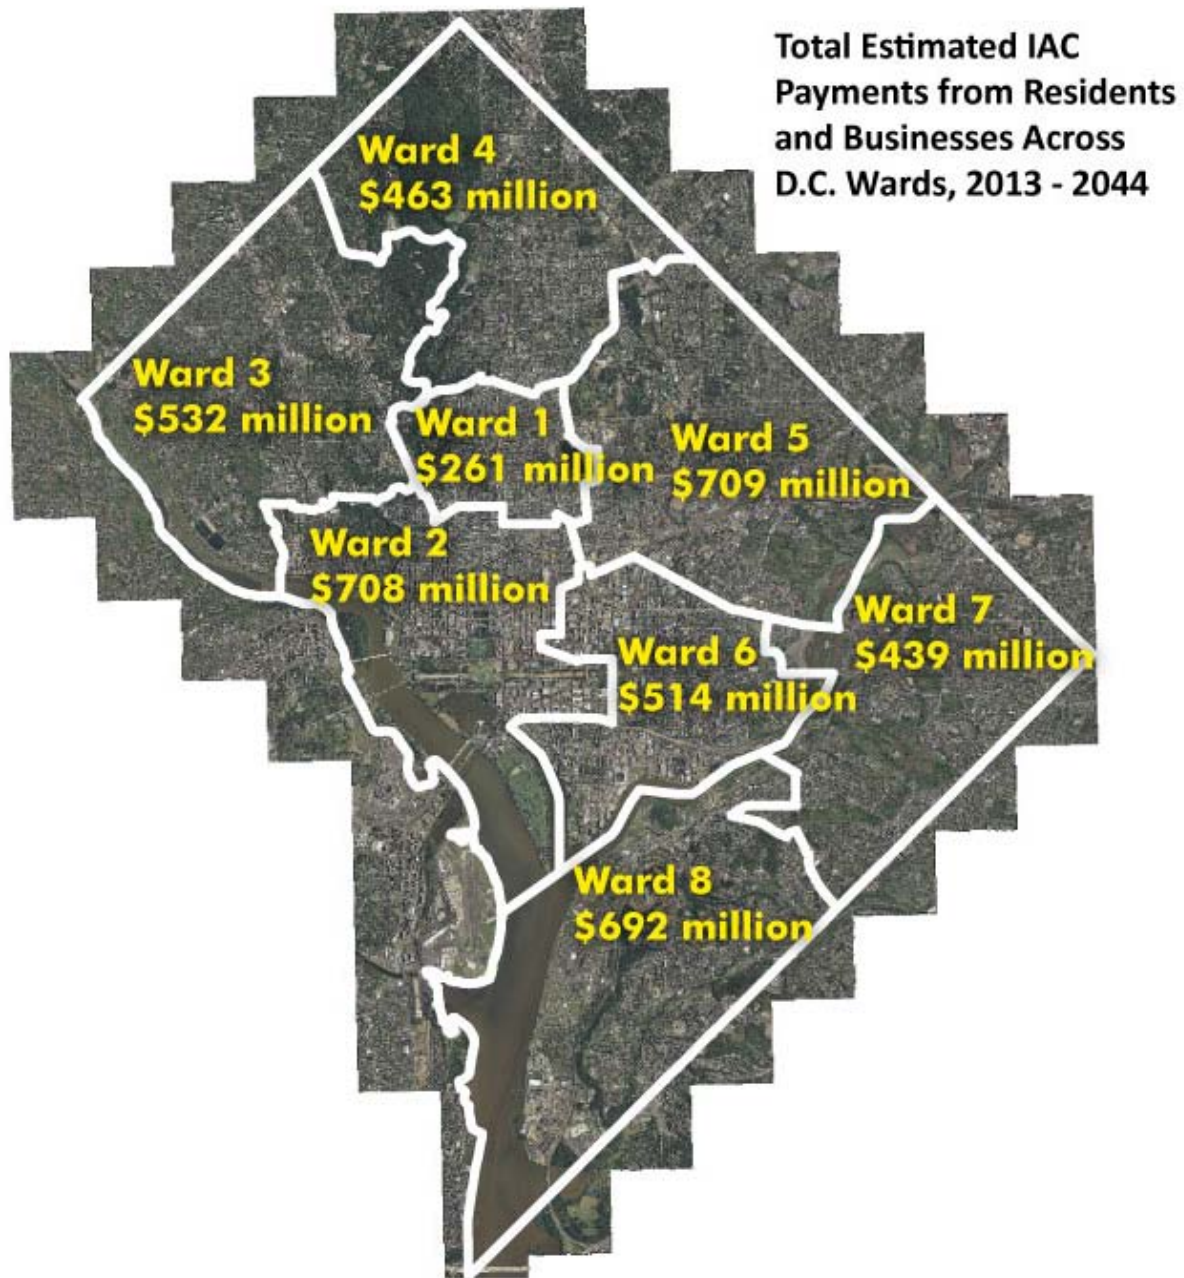 Total Estimated IAC
Payments from Residents
and Businesses Across
D.C. Wards, 2013 - 2044
Ward 4
$463 million
Ward 3
$532 million
Ward 1
$261 million
Ward 5
$709 million
Ward 2
$708 million
Ward 7
$439 million
Ward 6
$514 million
Ward 8
$692 million